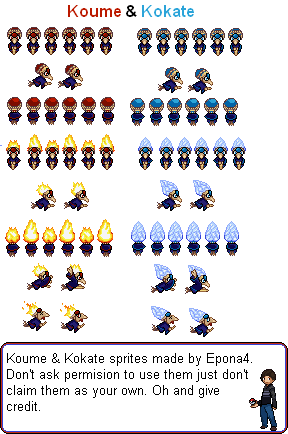 Koume & Kokate
Koume & Kokate sprites made by Epona4.
Don't ask permision to use them just don't
claim them as your own. Oh and give
credit.